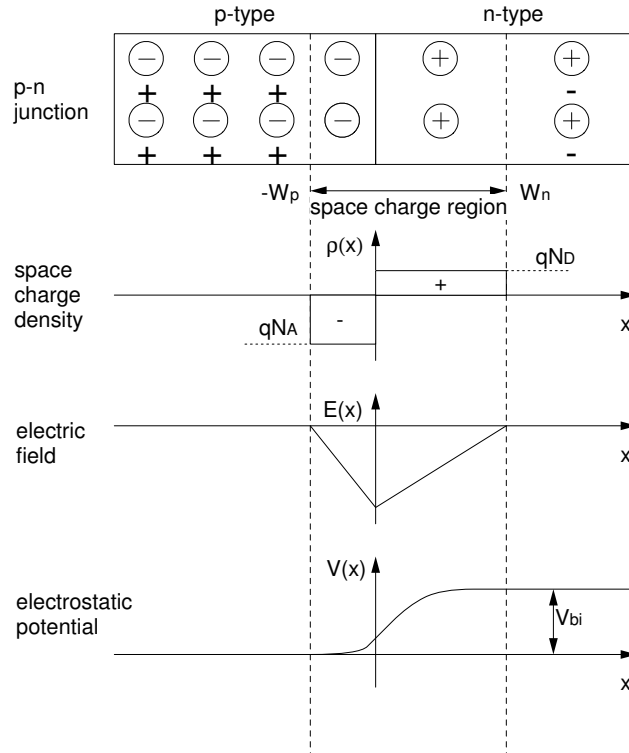 p-type n-type
p-n
junction
− − − − + +
+ + + -
− − − − + +
+ + + -
-Wp Wn
space charge region
ρ(x)
space
charge
density
qND
+
-
qNA
x
E(x)
electric
field
x
V(x)
electrostatic
potential
Vbi
x